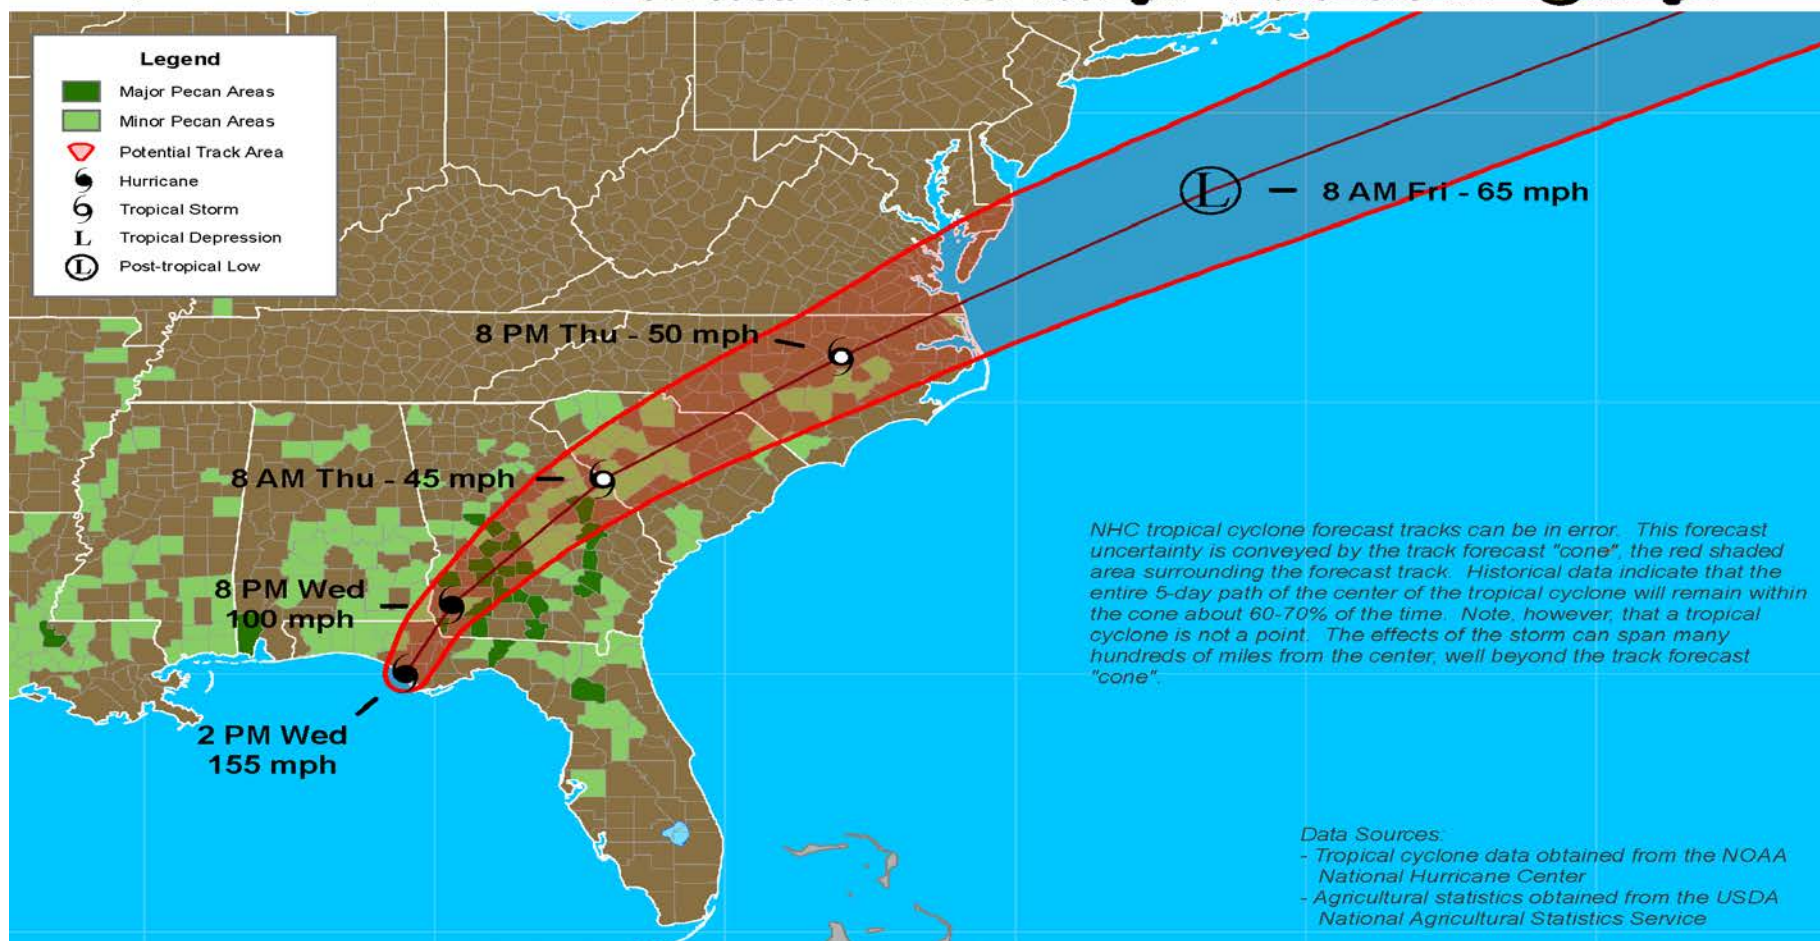 Legend
Major Pecan Areas
Minor Pecan Areas
Potential Track Area
Hurricane
Tropical Storm
L Tropical Depression
L Post-tropical Low
L — 8 AM Fri - 65 mph
8 PM Thu - 50 mph
8 AM Thu - 45 mph
8 PM Wed
100 mph
2 PM Wed
155 mph
NHC tropical cyclone forecast tracks can be in error. This forecast
uncertainty is conveyed by the track forecast "cone", the red shaded
area surrounding the forecast track. Historical data indicate that the
entire 5-day path of the center of the tropical cyclone will remain within
the cone about 60-70% of the time. Note, however, that a tropical
cyclone is not a point. The effects of the storm can span many
hundreds of miles from the center, well beyond the track forecast
"cone".
Data Sources:
- Tropical cyclone data obtained from the NOAA
National Hurricane Center
- Agricultural statistics obtained from the USDA
National Agricultural Statistics Service